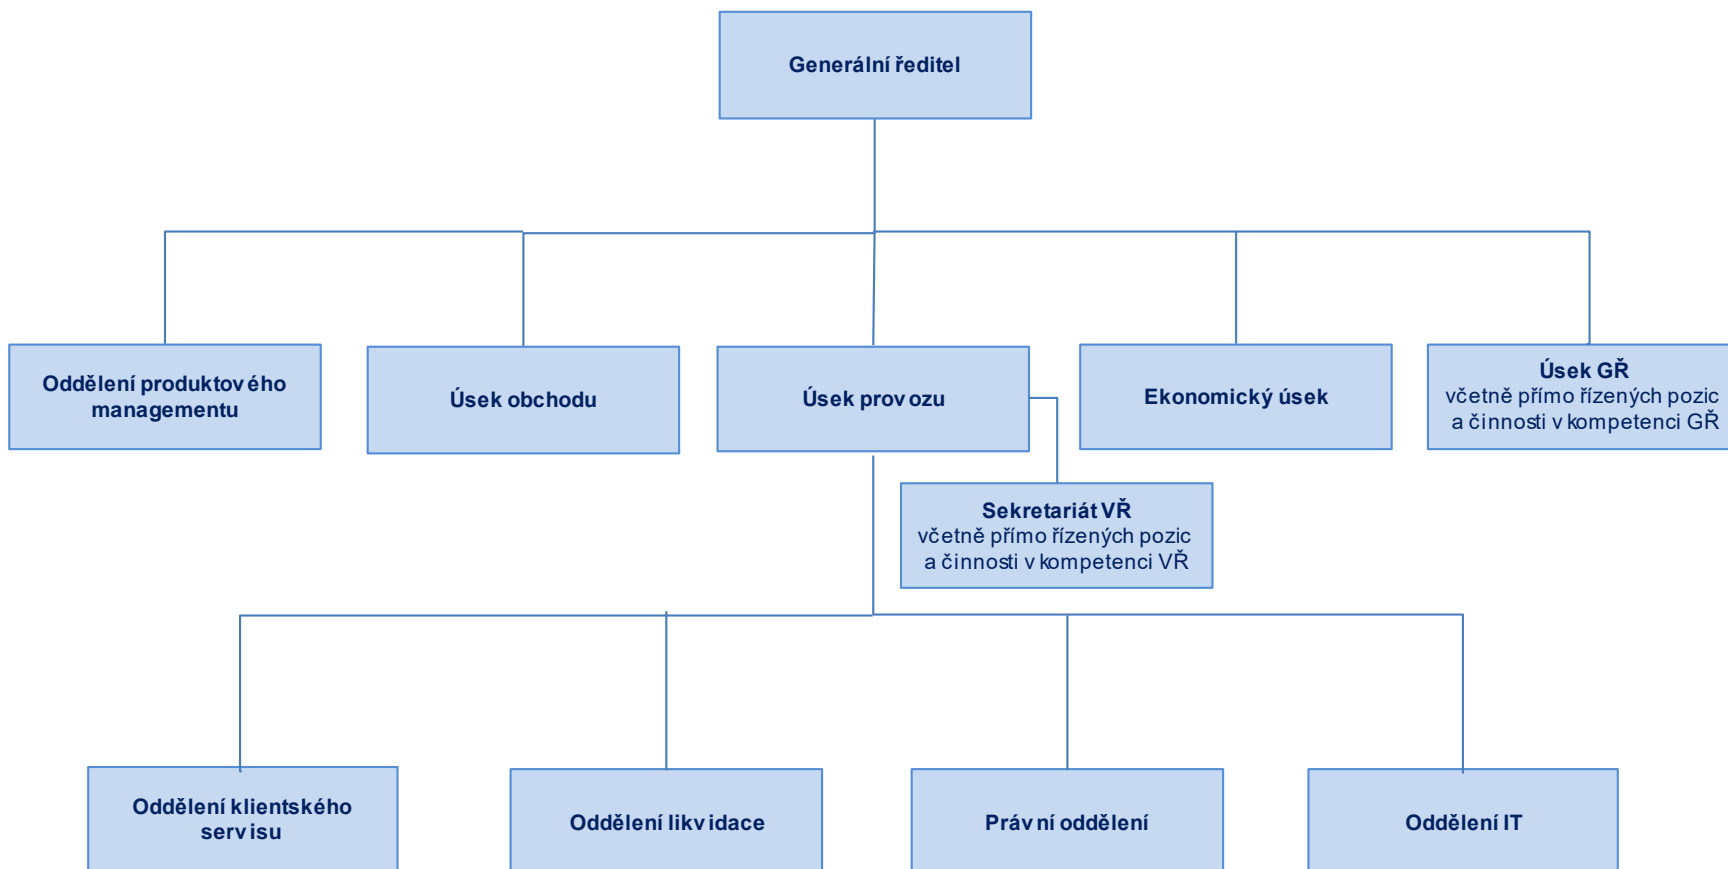 Generální ředitel
Oddělení produktového
managementu
Úsek obchodu
Úsek provozu
Ekonomický úsek
Úsek GŘ
včetně přímo řízených pozic
a činnosti v kompetenci GŘ
Sekretariát VŘ
včetně přímo řízených pozic
a činnosti v kompetenci VŘ
Oddělení klientského
servisu
Oddělení likvidace
Právní oddělení
Oddělení IT